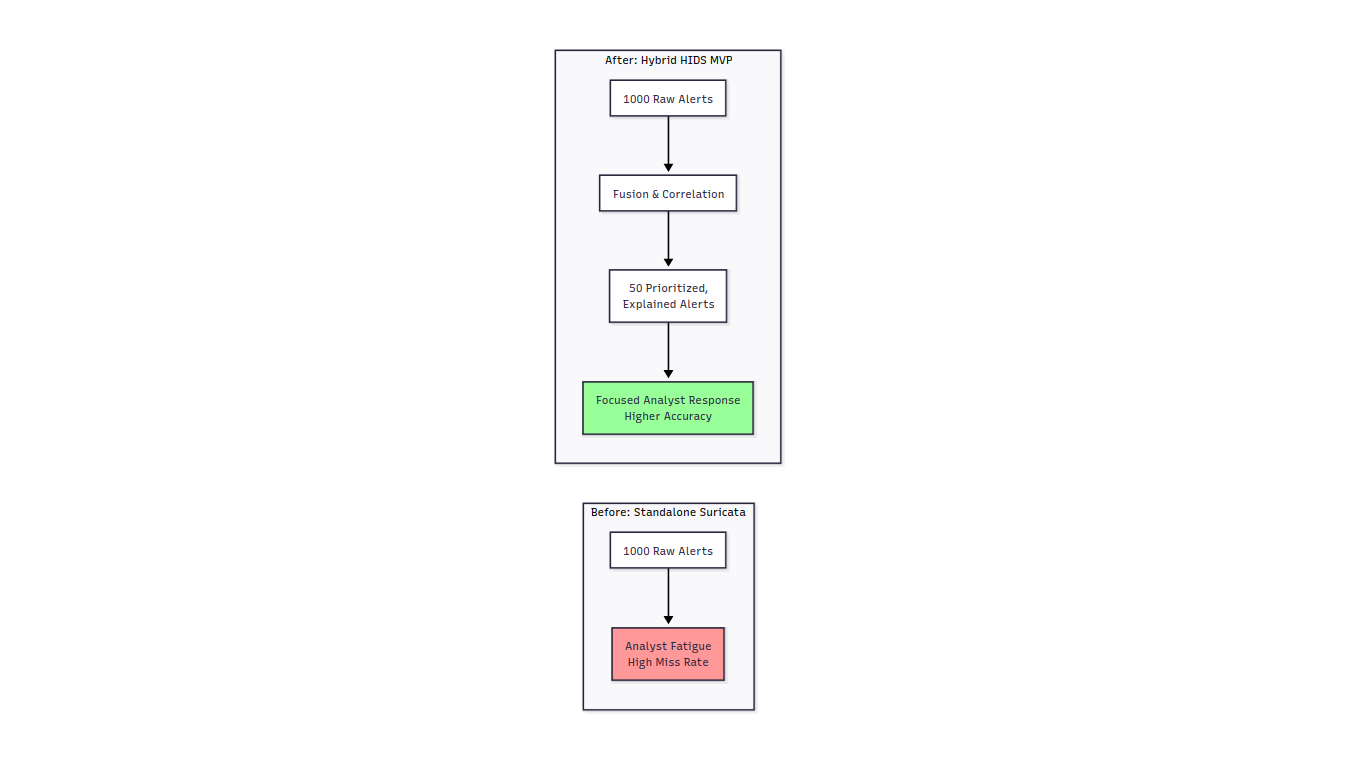 After: Hybrid HIDS MVP
1000 Raw Alerts
Fusion & Correlation
50 Prioritized,
Explained Alerts
Focused Analyst Response
Higher Accuracy
Before: Standalone Suricata
1000 Raw Alerts
Analyst Fatigue
High Miss Rate